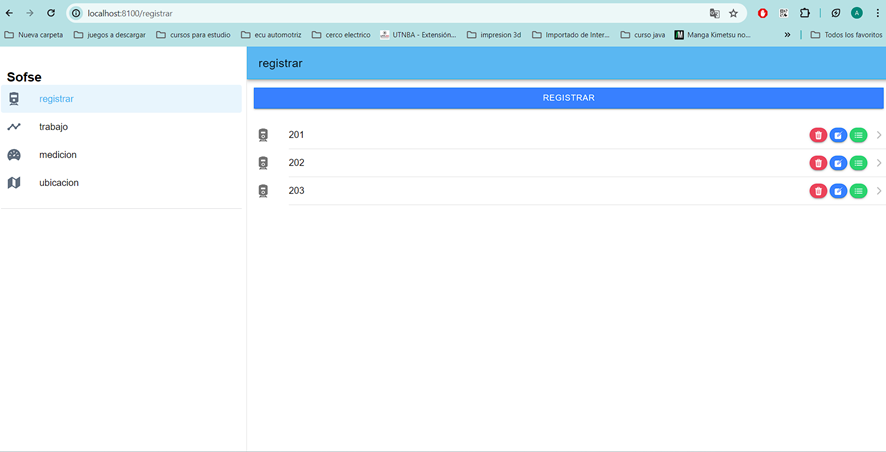 localhost:8100/registrar
Nueva carpeta juegos a descargar cursos para estudio ecu automotriz cerco electrico UTNBA - Extensión... impresion 3d Importado de Inter... curso java Manga Kimetsu no... » Todos los favoritos
Sofse
registrar
trabajo
medicion
ubicacion
registrar
REGISTRAR
201
202
203